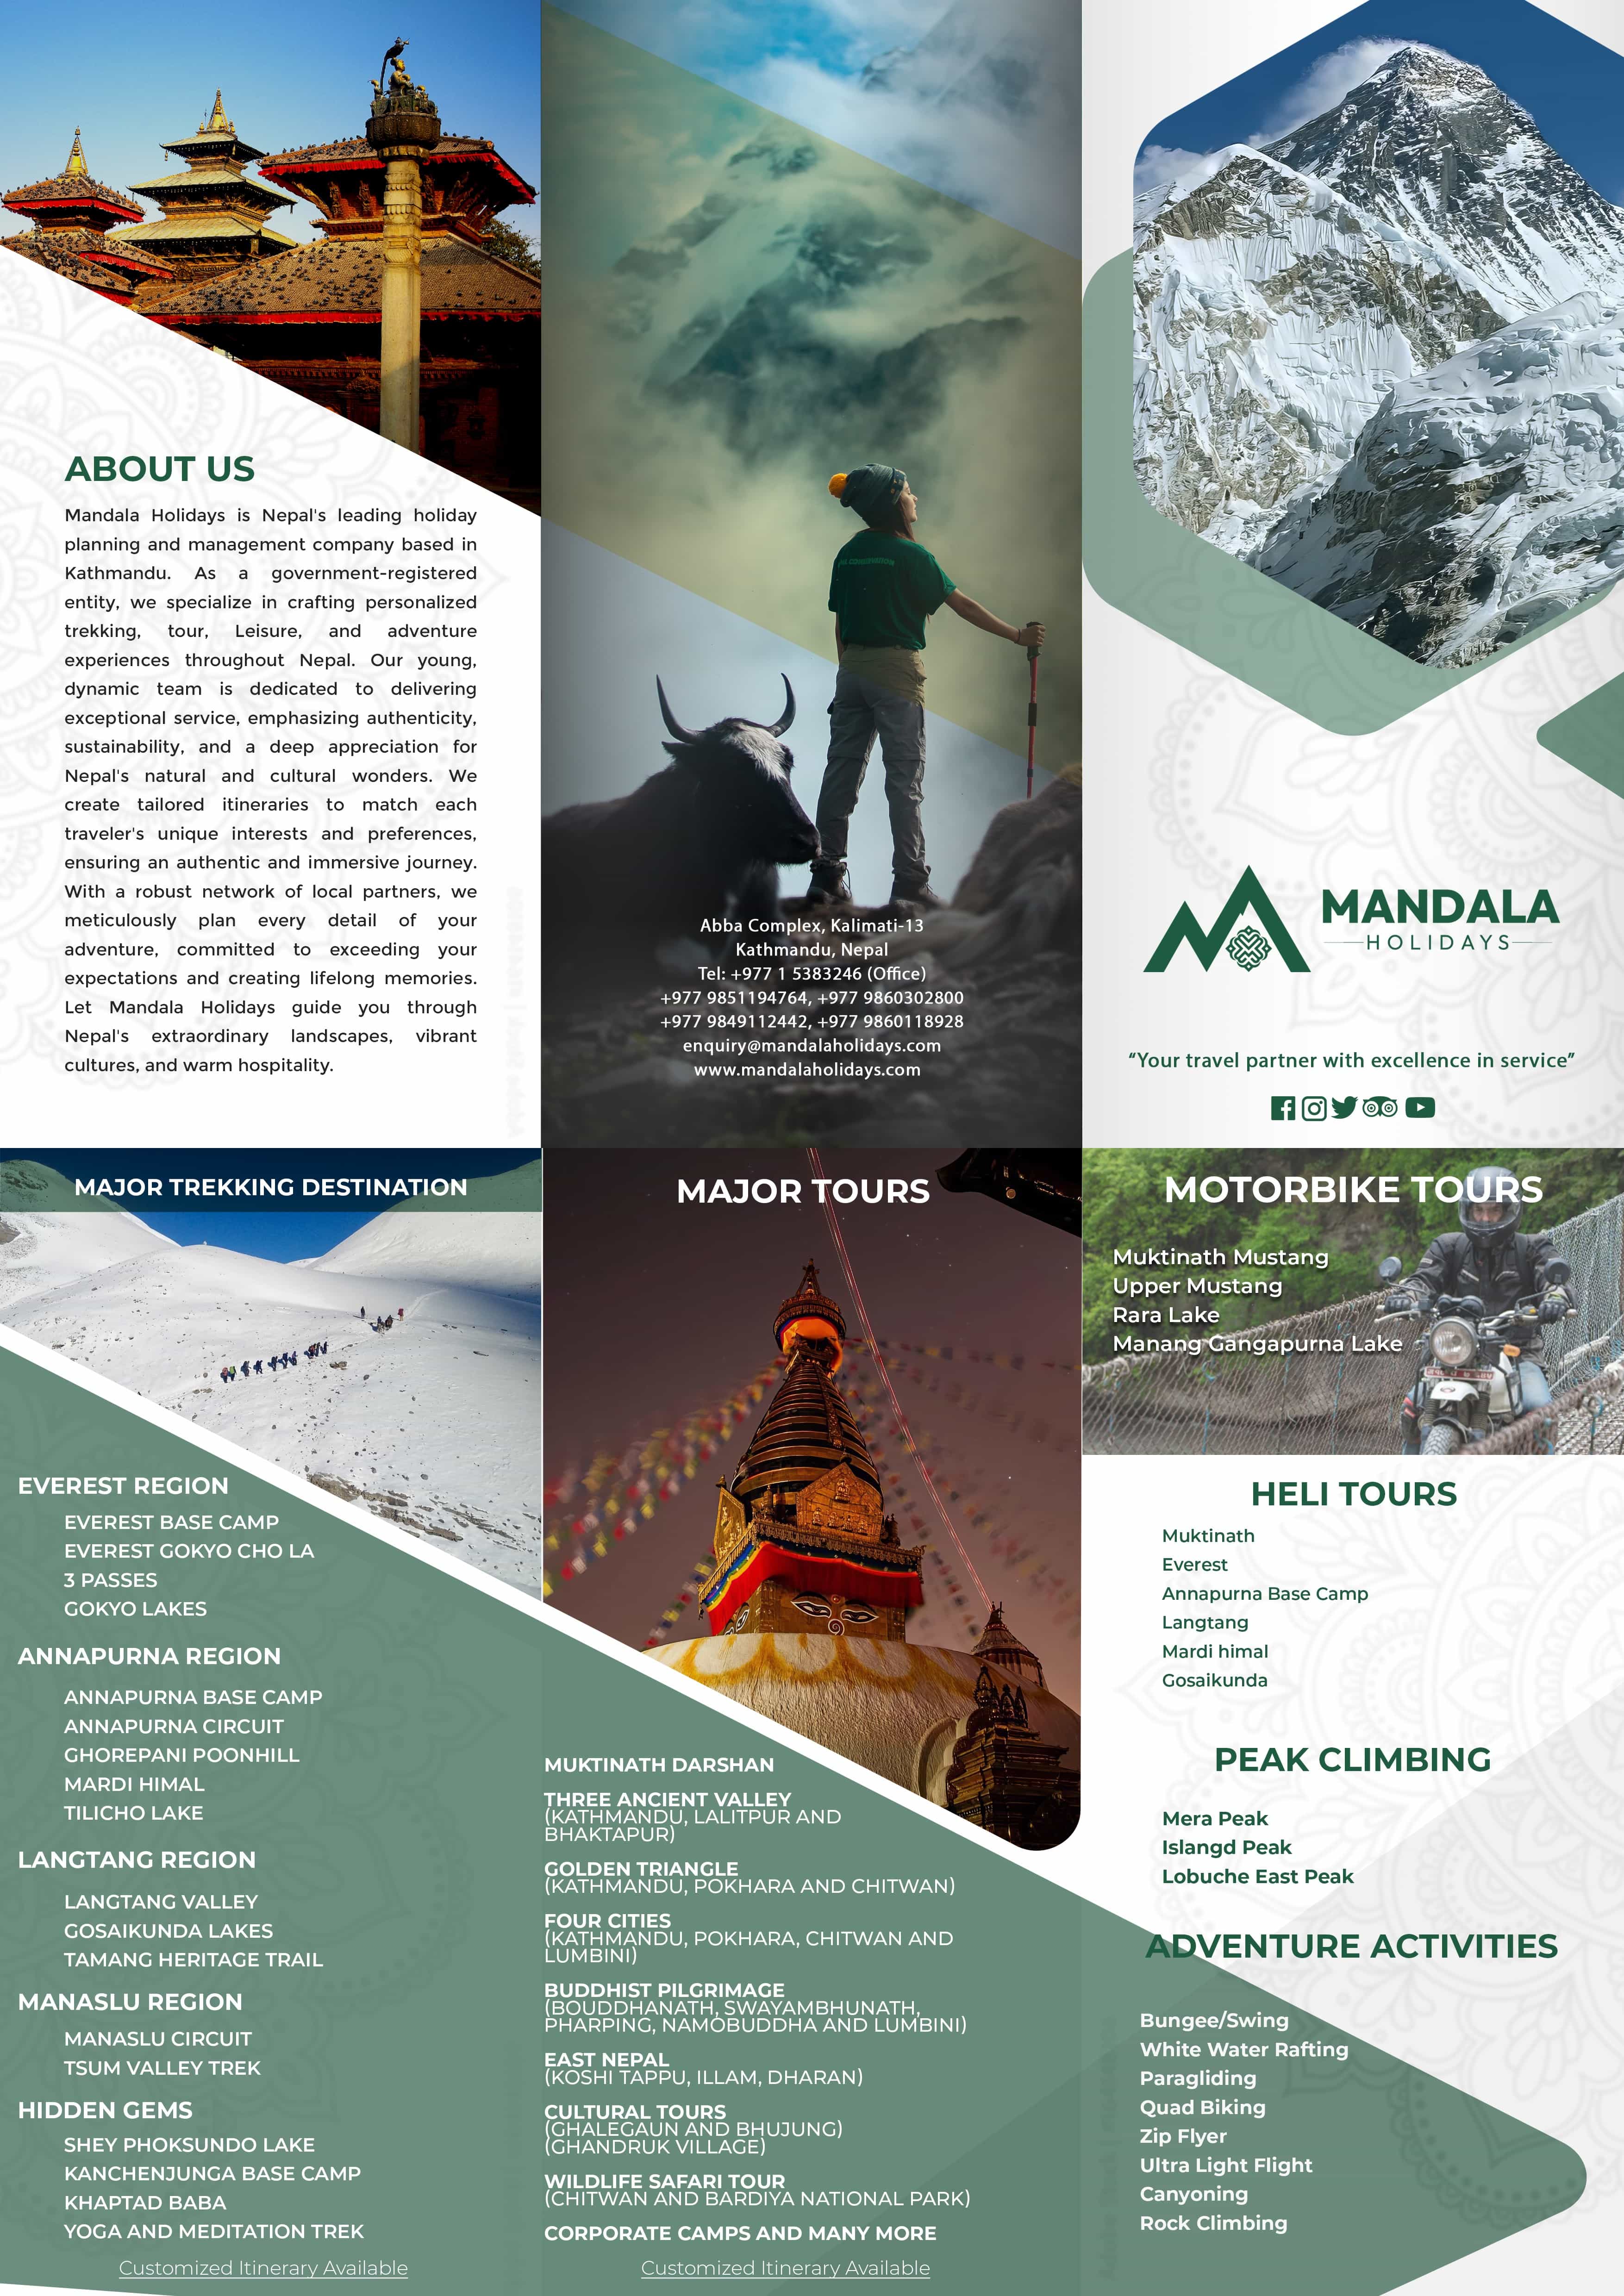 ABOUT US
Mandala Holidays is Nepal's leading holiday
planning and management company based in
Kathmandu. As a government-registered
entity, we specialize in crafting personalized
trekking, tour, Leisure, and adventure
experiences throughout Nepal. Our young,
dynamic team is dedicated to delivering
exceptional service, emphasizing authenticity,
sustainability, and a deep appreciation for
Nepal's natural and cultural wonders. We
create tailored itineraries to match each
traveler's unique interests and preferences,
ensuring an authentic and immersive journey.
With a robust network of local partners, we
meticulously plan every detail of your
adventure, committed to exceeding your
expectations and creating lifelong memories.
Let Mandala Holidays guide you through
Nepal's extraordinary landscapes, vibrant
cultures, and warm hospitality.
Abba Complex, Kalimati-13
Kathmandu, Nepal
Tel: +977 1 5383246 (Office)
+977 9851194764, +977 9860302800
+977 9849112442, +977 9860118928
enquiry@mandalaholidays.com
www.mandalaholidays.com
MANDALA
HOLIDAYS
“Your travel partner with excellence in service”
MAJOR TREKKING DESTINATION
EVEREST REGION
EVEREST BASE CAMP
EVEREST GOKYO CHO LA
3 PASSES
GOKYO LAKES
ANNAPURNA REGION
ANNAPURNA BASE CAMP
ANNAPURNA CIRCUIT
GHOREPANI POONHILL
MARDI HIMAL
TILICHO LAKE
LANGTANG REGION
LANGTANG VALLEY
GOSAIKUNDA LAKES
TAMANG HERITAGE TRAIL
MANASLU REGION
MANASLU CIRCUIT
TSUM VALLEY TREK
HIDDEN GEMS
SHEY PHOKSUNDO LAKE
KANCHENJUNGA BASE CAMP
KHAPTAD BABA
YOGA AND MEDITATION TREK
Customized Itinerary Available
MAJOR TOURS
MUKTINATH DARSHAN
THREE ANCIENT VALLEY
(KATHMANDU, LALITPUR AND
BHAKTAPUR)
GOLDEN TRIANGLE
(KATHMANDU, POKHARA AND CHITWAN)
FOUR CITIES
(KATHMANDU, POKHARA, CHITWAN AND
LUMBINI)
BUDDHIST PILGRIMAGE
(BOUDDHANATH, SWAYAMBHUNATH,
PHARPING, NAMOBUDDHA AND LUMBINI)
EAST NEPAL
(KOSHI TAPPU, ILLAM, DHARAN)
CULTURAL TOURS
(GHALEGAUN AND BHUJUNG)
(GHANDRUK VILLAGE)
WILDLIFE SAFARI TOUR
(CHITWAN AND BARDIYA NATIONAL PARK)
CORPORATE CAMPS AND MANY MORE
Customized Itinerary Available
MOTORBIKE TOURS
Muktinath Mustang
Upper Mustang
Rara Lake
Manang Gangapurna Lake
HELI TOURS
Muktinath
Everest
Annapurna Base Camp
Langtang
Mardi himal
Gosaikunda
PEAK CLIMBING
Mera Peak
Islangd Peak
Lobuche East Peak
ADVENTURE ACTIVITIES
Bungee/Swing
White Water Rafting
Paragliding
Quad Biking
Zip Flyer
Ultra Light Flight
Canyoning
Rock Climbing